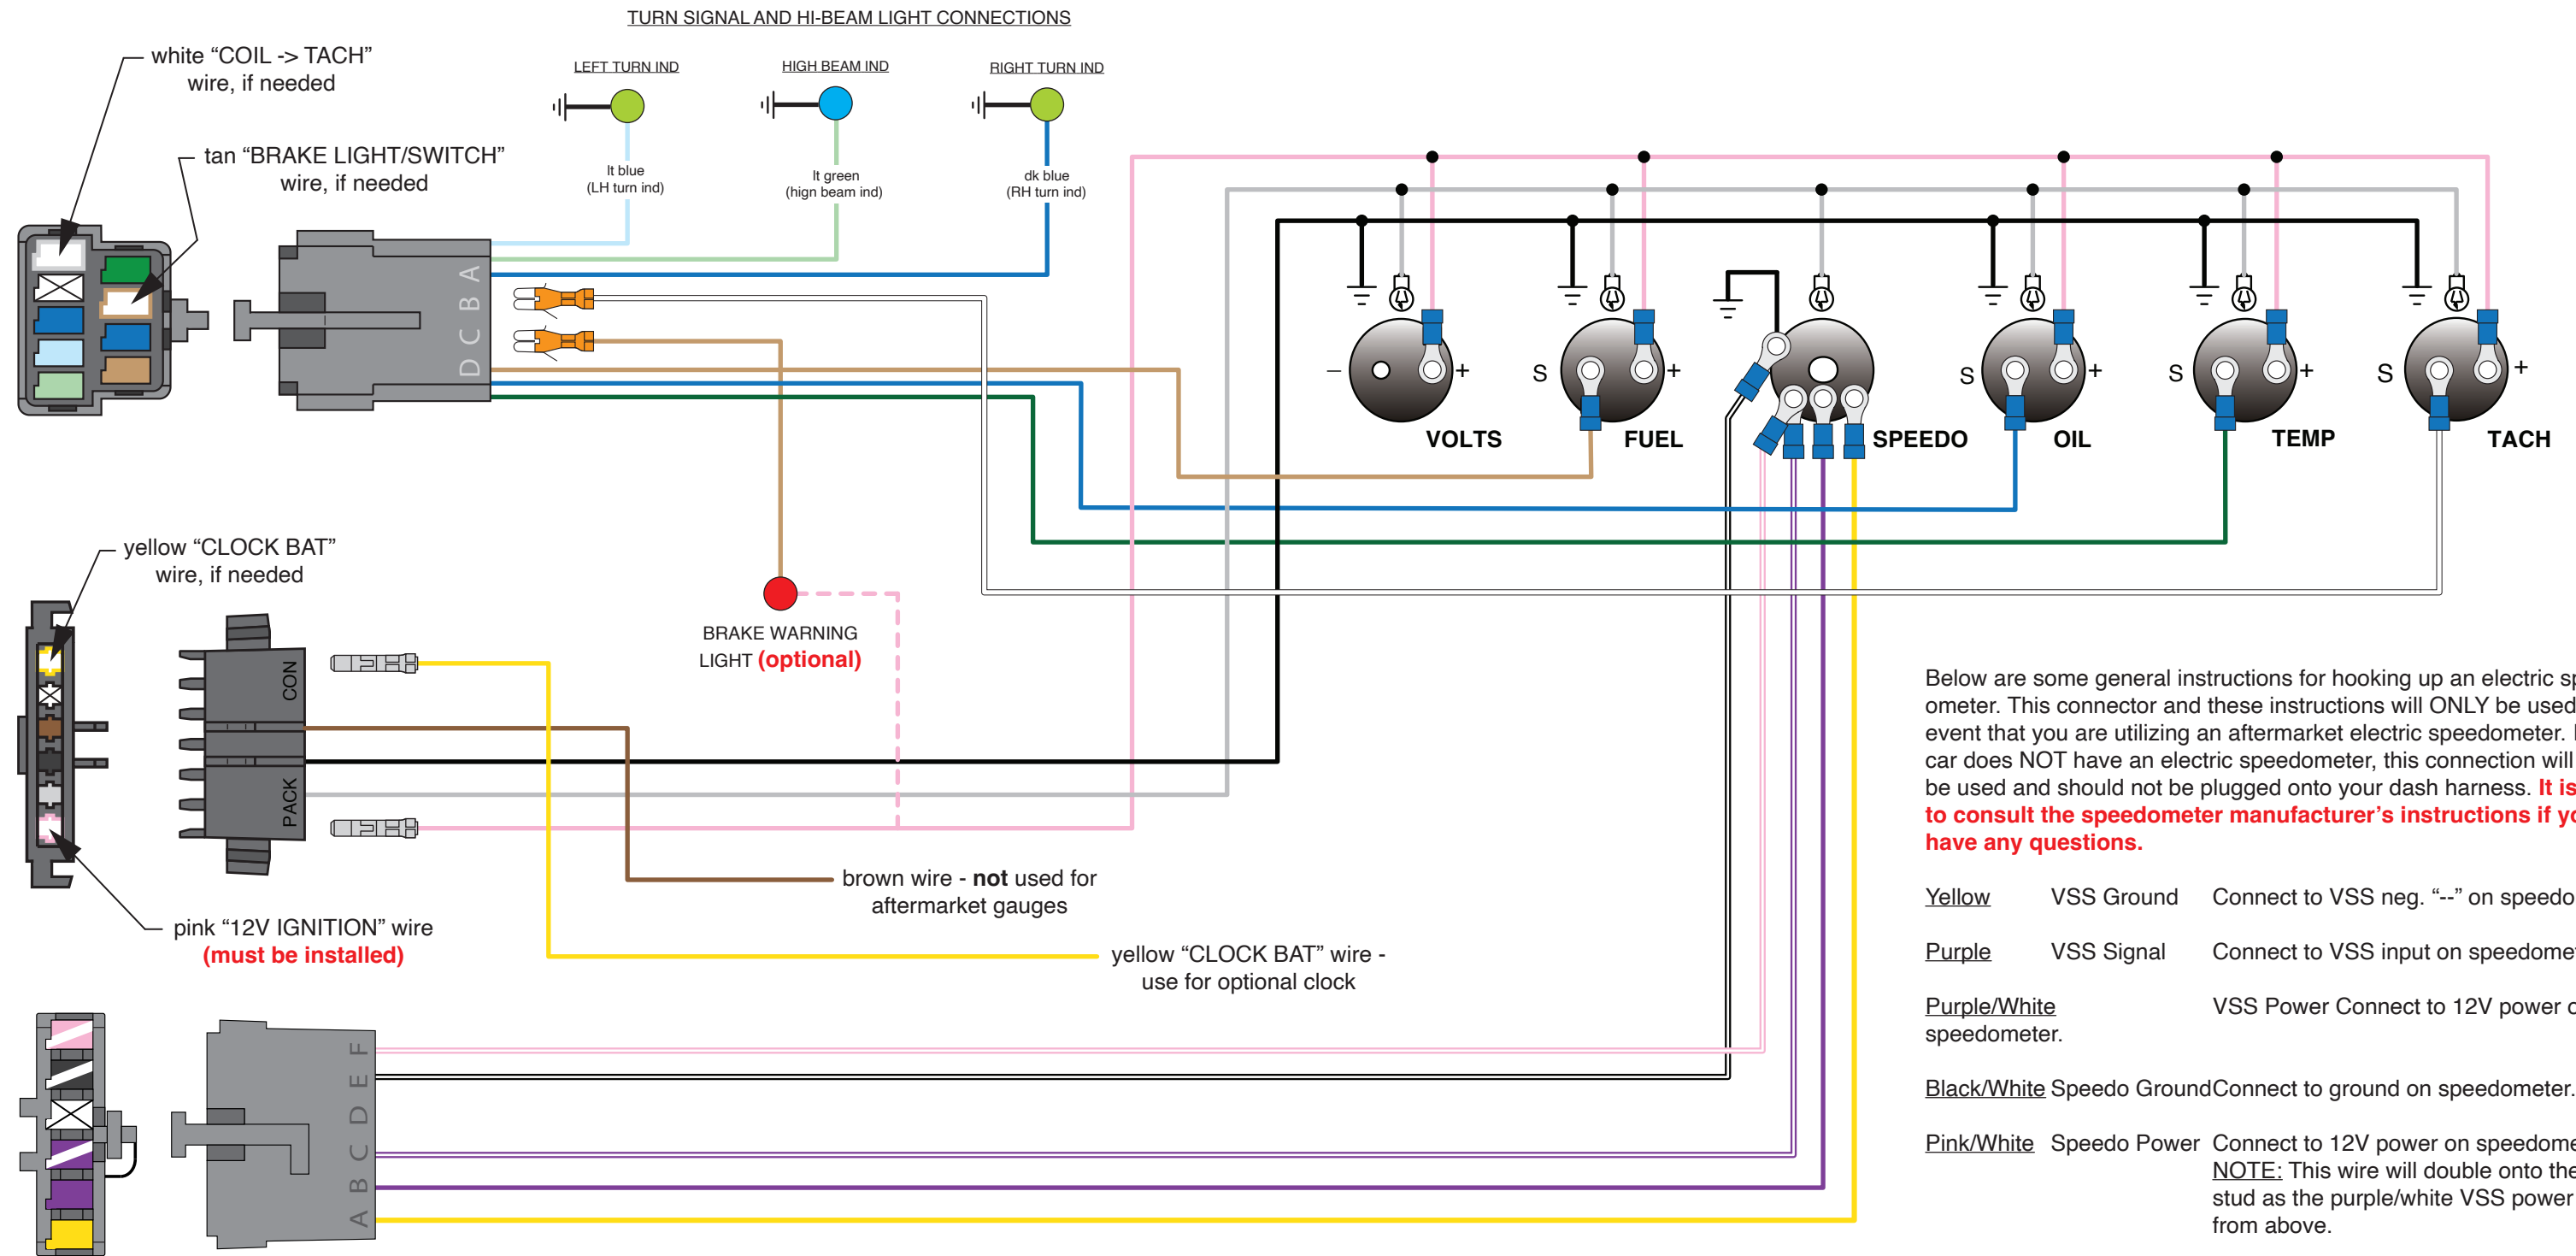 TURN SIGNAL AND HI-BEAM LIGHT CONNECTIONS
white “COIL -> TACH”
wire, if needed
LEFT TURN IND
HIGH BEAM IND
RIGHT TURN IND
tan “BRAKE LIGHT/SWITCH”
wire, if needed
lt blue
(LH turn ind)
lt green
(hign beam ind)
dk blue
(RH turn ind)
D C B A
– +
S +
S +
S +
S +
VOLTS
FUEL
SPEEDO
OIL
TEMP
TACH
yellow “CLOCK BAT”
wire, if needed
BRAKE WARNING
LIGHT (optional)
PACK CON
brown wire - not used for
aftermarket gauges
pink “12V IGNITION” wire
(must be installed)
yellow “CLOCK BAT” wire -
use for optional clock
A B C D E F
Below are some general instructions for hooking up an electric
ometer. This connector and these instructions will ONLY be used
event that you are utilizing an aftermarket electric speedometer.
car does NOT have an electric speedometer, this connection will
be used and should not be plugged onto your dash harness. It is
to consult the speedometer manufacturer’s instructions if
have any questions.
Yellow VSS Ground Connect to VSS neg. “--” on speedo
Purple VSS Signal Connect to VSS input on
Purple/White VSS Power Connect to 12V power
speedometer.
Black/White Speedo Ground Connect to ground on speedometer.
Pink/White Speedo Power Connect to 12V power on
NOTE: This wire will double onto the
stud as the purple/white VSS power
from above.